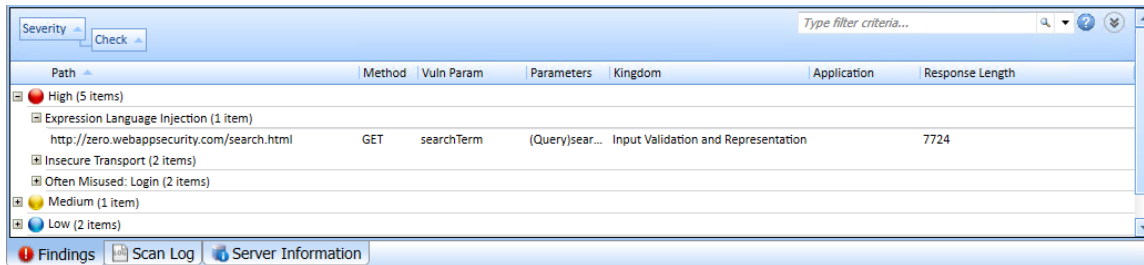 Severity
Check
Type filter criteria...
Path Method Vuln Param Parameters Kingdom Application Response Length
High (5 items)
Expression Language Injection (1 item)
http://zero.webappsecurity.com/search.html GET searchTerm (Query)sear... Input Validation and Representation 7724
Insecure Transport (2 items)
Often Misused: Login (2 items)
Medium (1 item)
Low (2 items)
Findings Scan Log Server Information